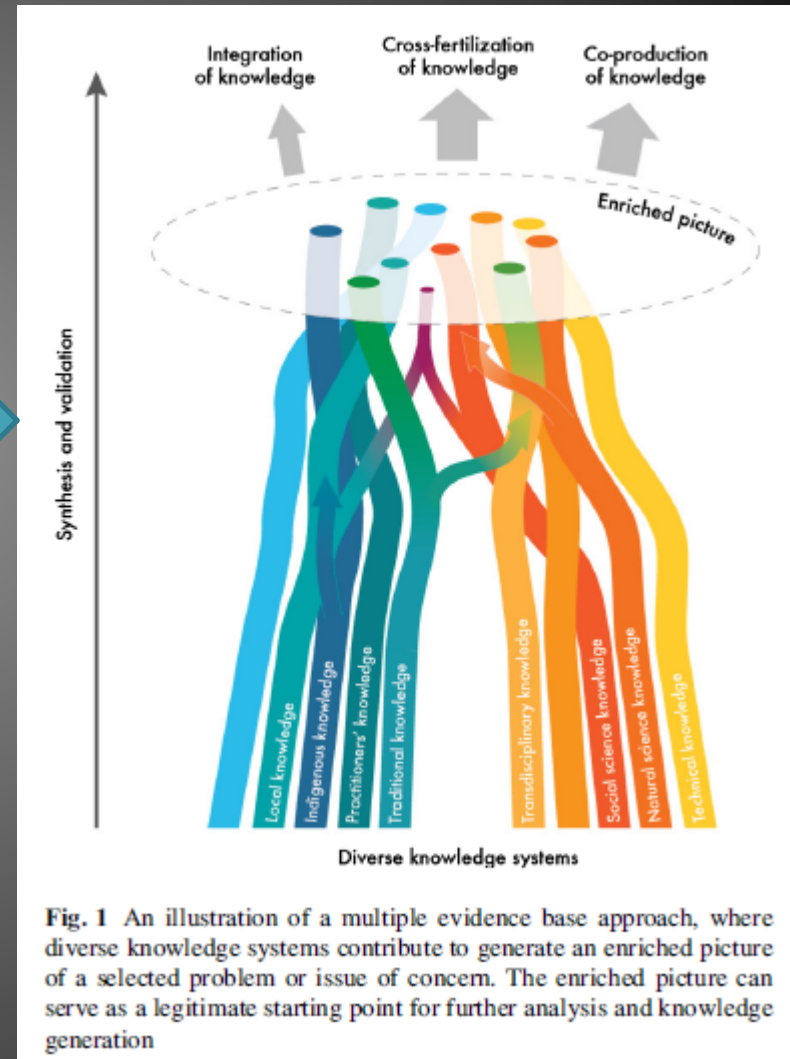 Integration
of knowledge
Cross-fertilization
of knowledge
Co-production
of knowledge
Enriched picture
Synthesis and validation
Local knowledge
Indigenous knowledge
Practitioners' knowledge
Traditional knowledge
Transdisciplinary knowledge
Social science knowledge
Natural science knowledge
Technical knowledge
Diverse knowledge systems
Fig. 1 An illustration of a multiple evidence base approach, where
diverse knowledge systems contribute to generate an enriched picture
of a selected problem or issue of concern. The enriched picture can
serve as a legitimate starting point for further analysis and knowledge
generation